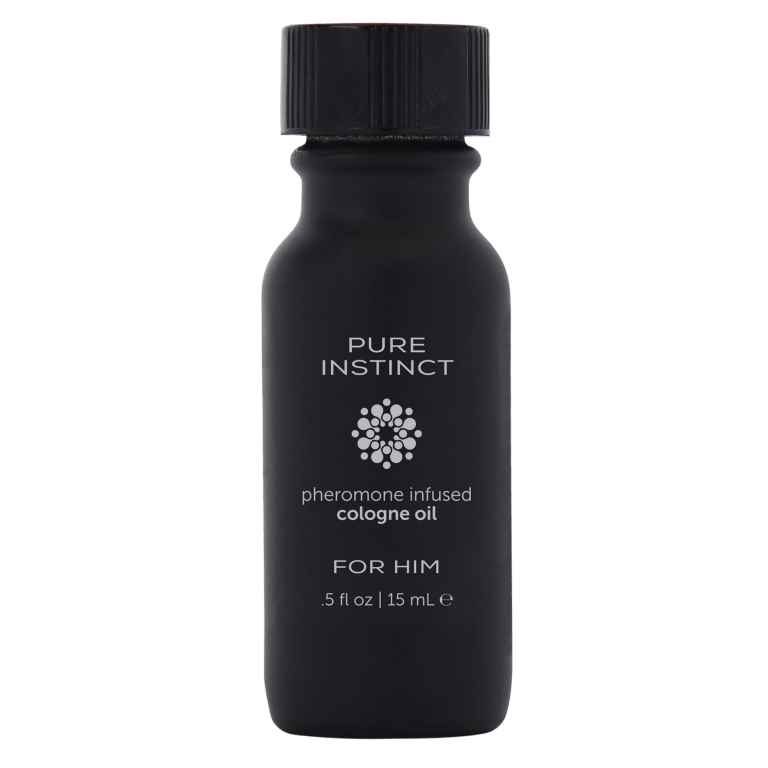 PURE
INSTINCT
pheromone infused
cologne oil
FOR HIM
.5 fl oz | 15 mL ℮